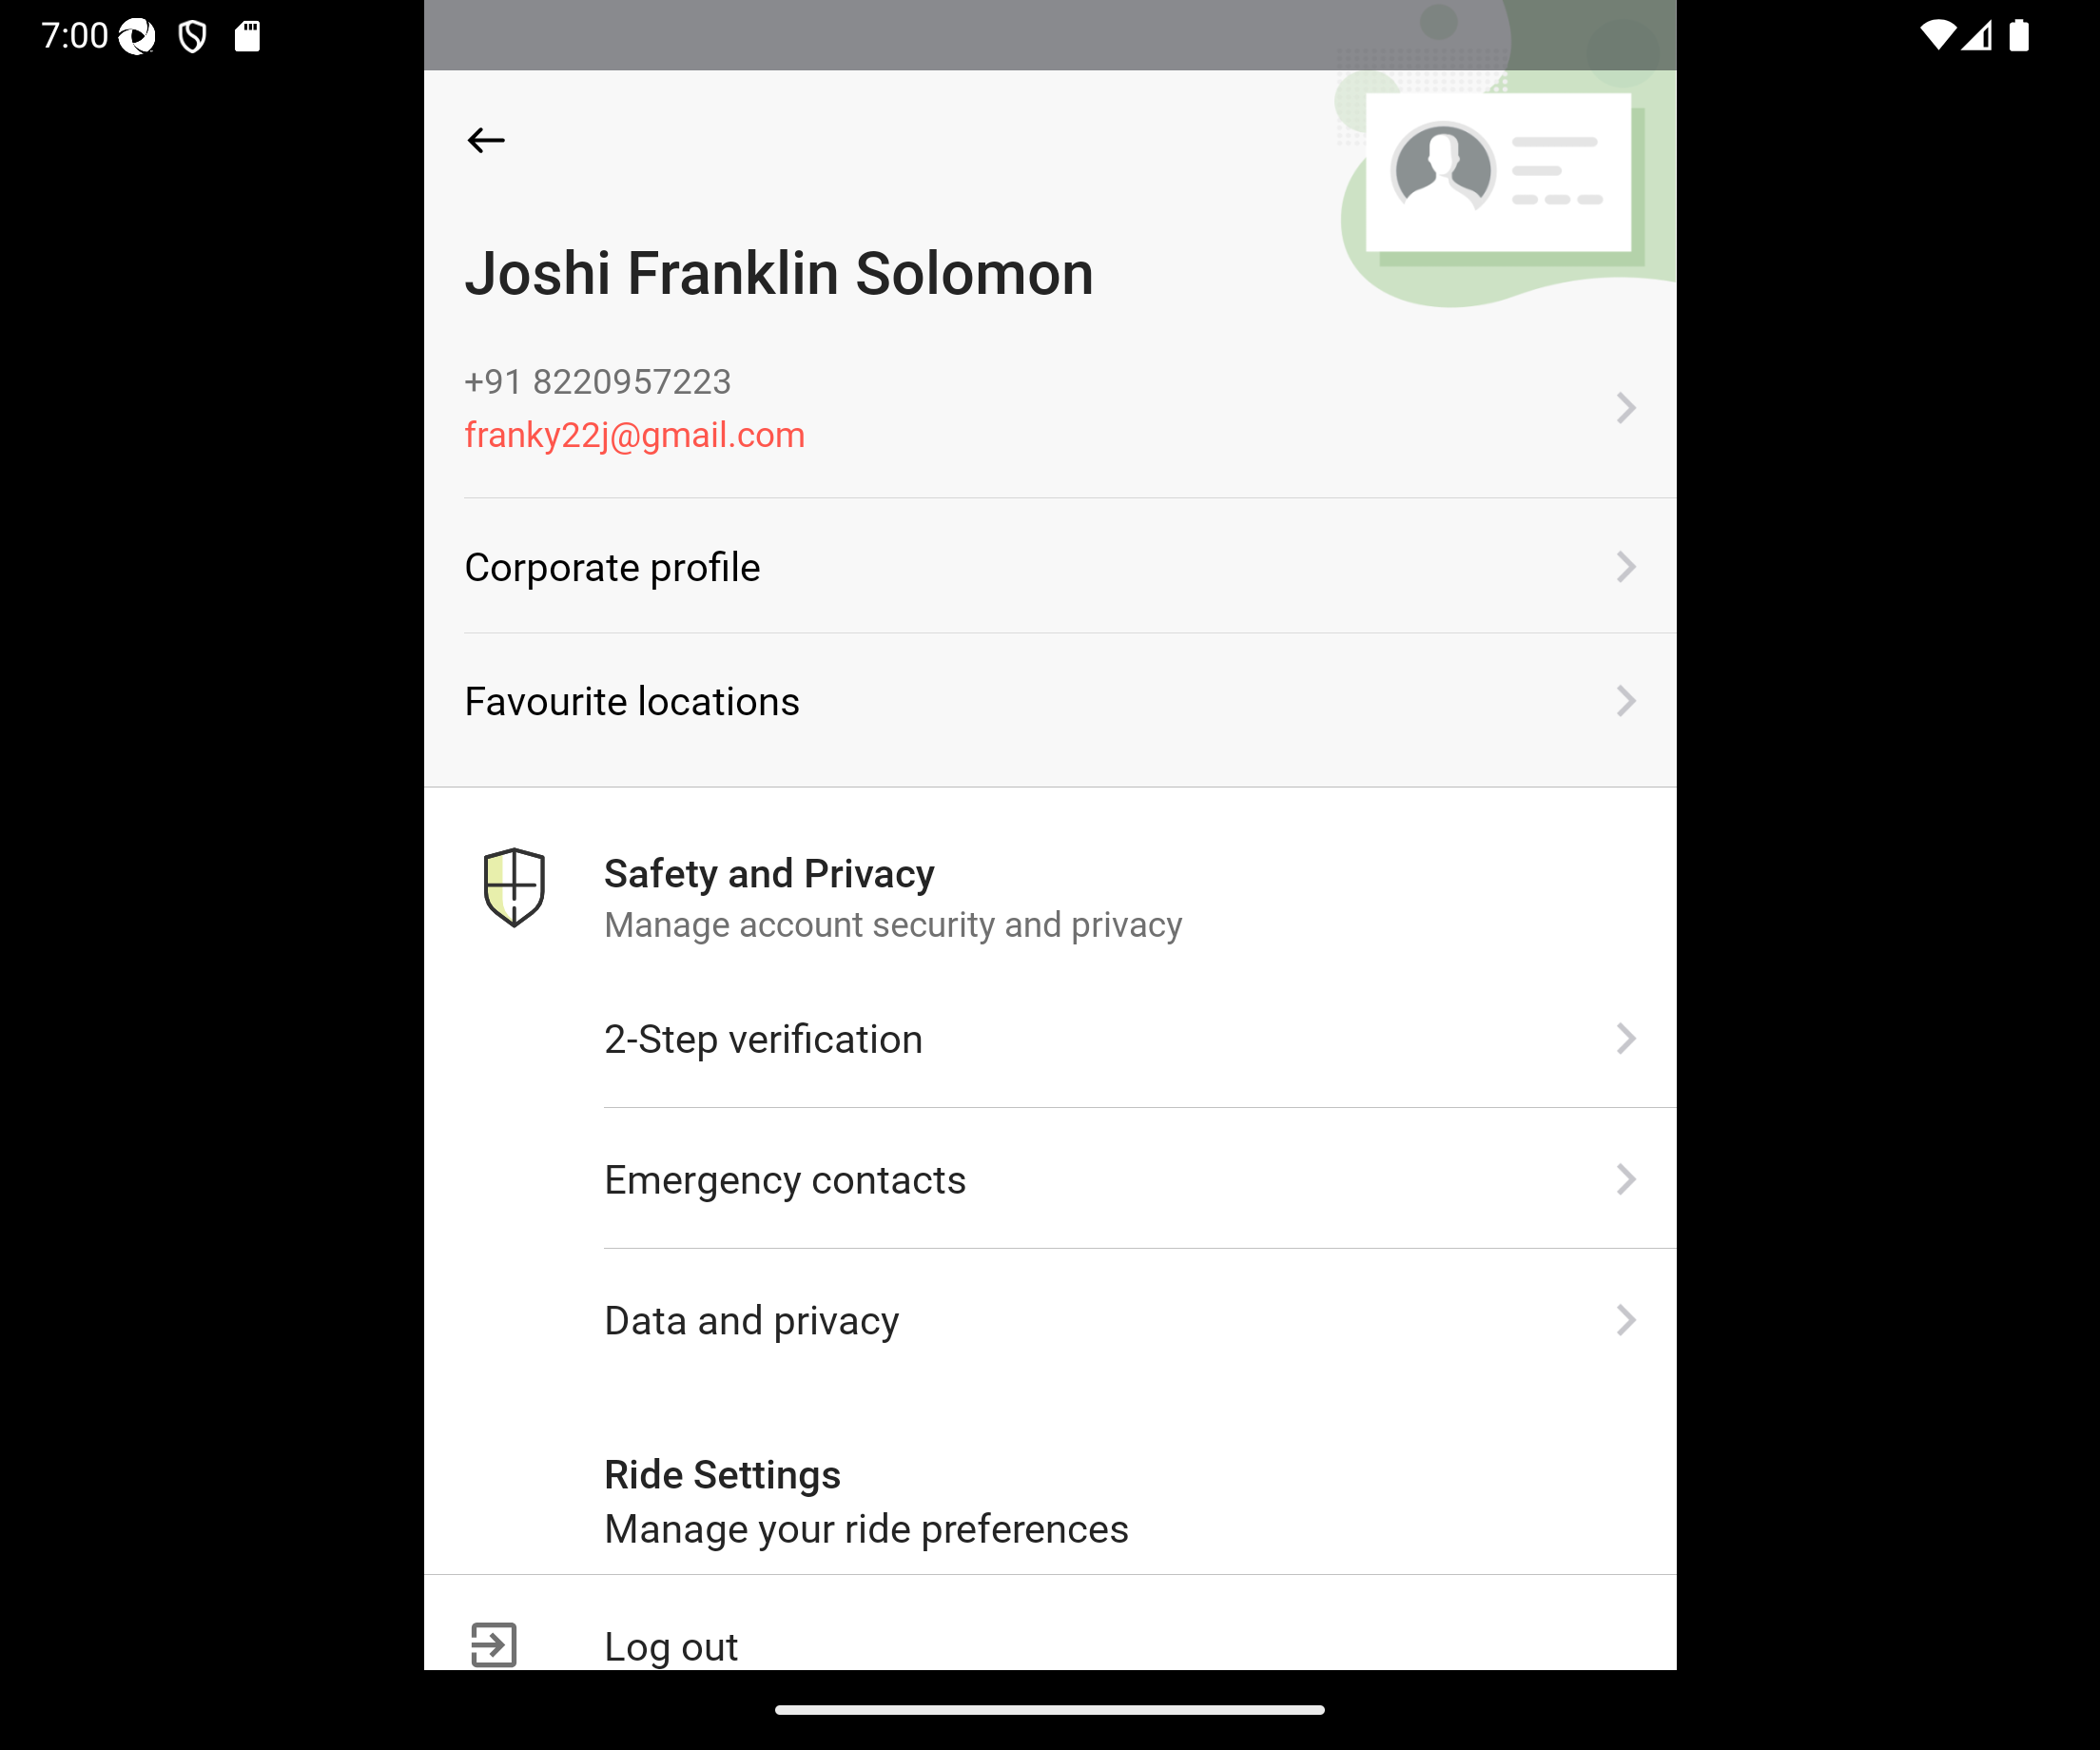 7:00
Joshi Franklin Solomon
+91 8220957223
franky22j@gmail.com
Corporate profile
Favourite locations
Safety and Privacy
Manage account security and privacy
2-Step verification
Emergency contacts
Data and privacy
Ride Settings
Manage your ride preferences
Log out